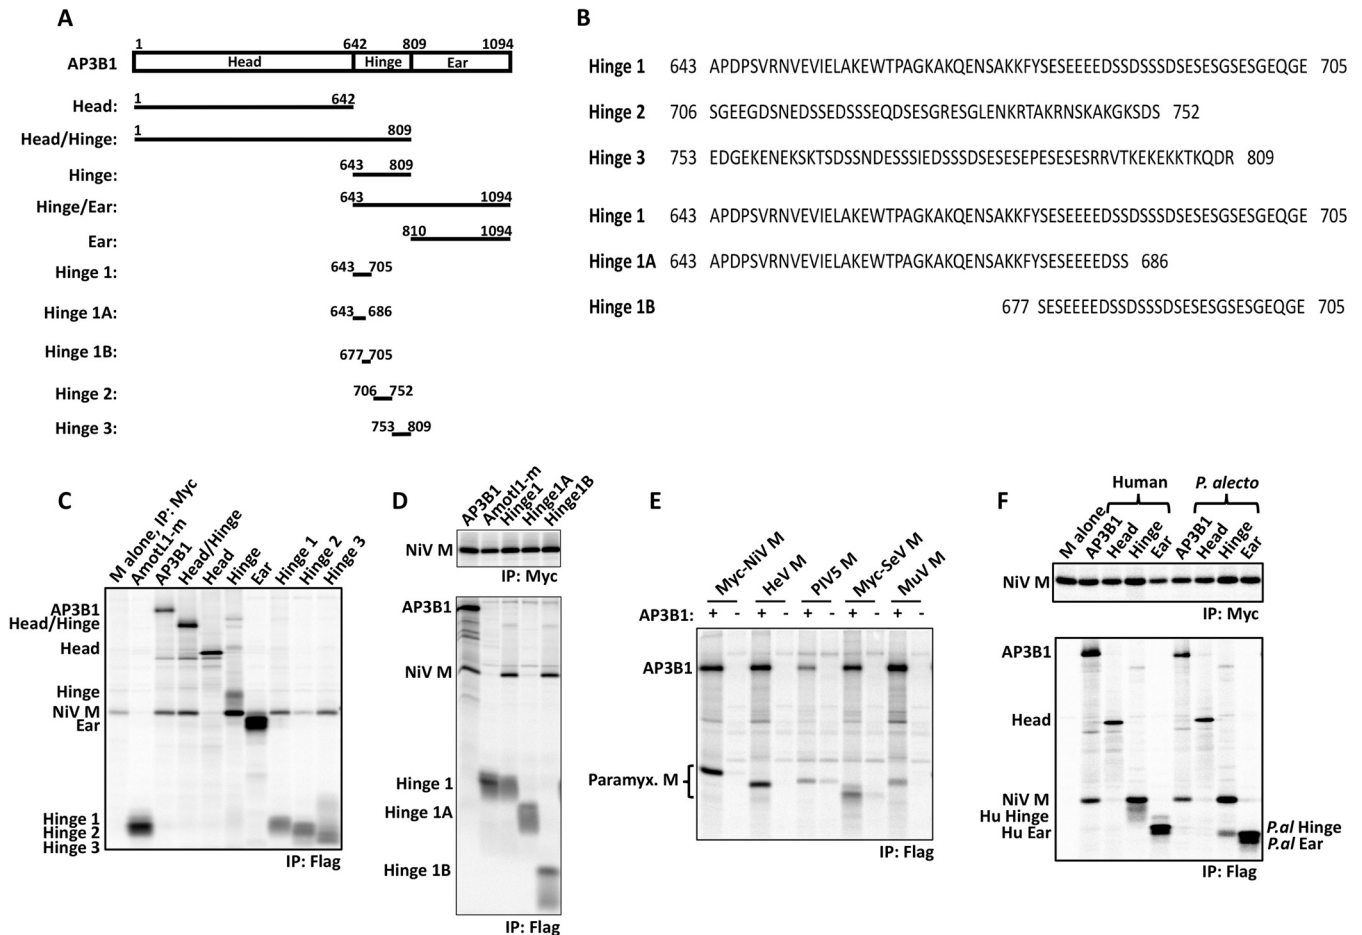 A
1 642 809 1094
AP3B1 Head Hinge Ear
Head: 1 642
Head/Hinge: 1 809
Hinge: 643 809
Hinge/Ear: 643 1094
Ear: 810 1094
Hinge 1: 643 705
Hinge 1A: 643 686
Hinge 1B: 677 705
Hinge 2: 706 752
Hinge 3: 753 809
B
Hinge 1 643 APDPSVRNVEVIELAKEWTPAGKAKQENSAKKFYSESEEEEDSSDSSSDSESESGSESGEQGE 705
Hinge 2 706 SGEEGDSNEDSSEDSSSEQDSESGRESGLENKRTAKRNSKAKGKSDS 752
Hinge 3 753 EDGEKENEKSKTSDSSNDESSSIEDSSSDSESESEPESESESRRVTKEKEKKTKQDR 809
Hinge 1 643 APDPSVRNVEVIELAKEWTPAGKAKQENSAKKFYSESEEEEDSSDSSSDSESESGSESGEQGE 705
Hinge 1A 643 APDPSVRNVEVIELAKEWTPAGKAKQENSAKKFYSESEEEEDSS 686
Hinge 1B 677 SESEEEEDSSDSSSDSESESGSESGEQGE 705
C
M alone, IP: Myc
AmotL1-m
AP3B1
Head/Hinge
Head
Hinge
Ear
Hinge 1
Hinge 2
Hinge 3
AP3B1
Head/Hinge
Head
Hinge
NiV M
Ear
Hinge 1
Hinge 2
Hinge 3
IP: Flag
D
AP3B1
Amotl1-m
Hinge1
Hinge1A
Hinge1B
NiV M
IP: Myc
AP3B1
NiV M
Hinge 1
Hinge 1A
Hinge 1B
IP: Flag
E
Myc-NiV M
HeV M
PIV5 M
Myc-SeV M
MuV M
AP3B1: + - + - + - + - + -
AP3B1
Paramyx. M
IP: Flag
F
Human P. alecto
M alone
AP3B1
Head
Hinge
Ear
AP3B1
Head
Hinge
Ear
NiV M
IP: Myc
AP3B1
Head
NiV M
Hu Hinge
Hu Ear
P.al Hinge
P.al Ear
IP: Flag